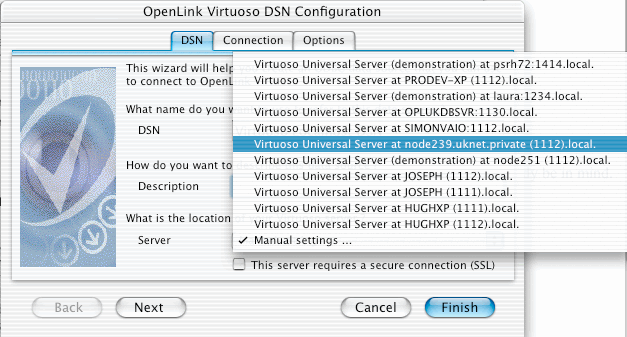 OpenLink Virtuoso DSN Configuration
DSN Connection Options
This wizard will help
to connect to OpenL
Virtuoso Universal Server (demonstration) at psrh72:1414.local.
Virtuoso Universal Server at PRODEV-XP (1112).local.
Virtuoso Universal Server (demonstration) at laura:1234.local.
Virtuoso Universal Server at OPLUKDBSVR:1130.local.
Virtuoso Universal Server at SIMONVAIO:1112.local.
Virtuoso Universal Server at node239.uknet.private (1112).local.
Virtuoso Universal Server (demonstration) at node251 (1112).local.
Virtuoso Universal Server at JOSEPH (1112).local.
Virtuoso Universal Server at JOSEPH (1111).local.
Virtuoso Universal Server at HUGHXP (1111).local.
Virtuoso Universal Server at HUGHXP (1112).local.
✓ Manual settings ...
What name do you w
DSN
How do you want to
Description
y be in mind.
What is the location of
Server
This server requires a secure connection (SSL)
Back Next Cancel Finish